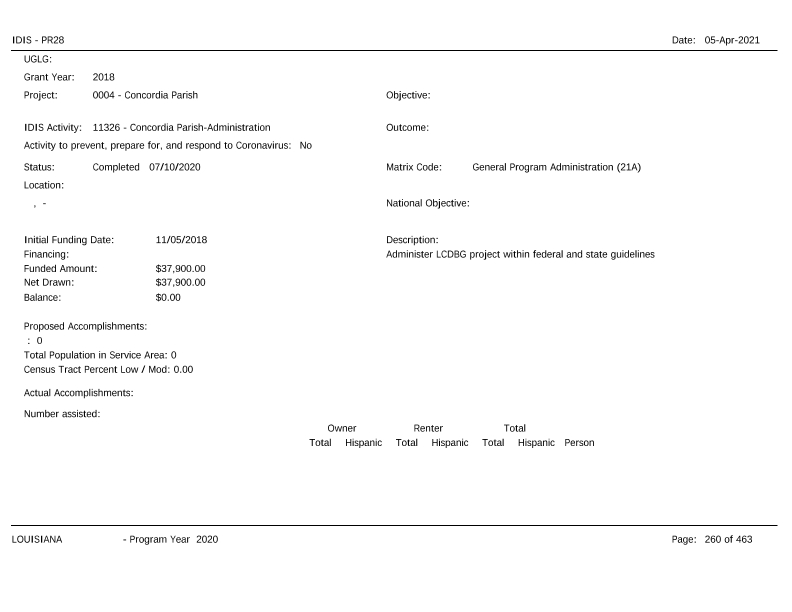 IDIS - PR28 Date: 05-Apr-2021
UGLG:
Grant Year: 2018
Project: 0004 - Concordia Parish Objective:
IDIS Activity: 11326 - Concordia Parish-Administration Outcome:
Activity to prevent, prepare for, and respond to Coronavirus: No
Status: Completed 07/10/2020 Matrix Code: General Program Administration (21A)
Location:
, - National Objective:
Initial Funding Date: 11/05/2018 Description:
Financing: Administer LCDBG project within federal and state guidelines
Funded Amount: $37,900.00
Net Drawn: $37,900.00
Balance: $0.00
Proposed Accomplishments:
: 0
Total Population in Service Area: 0
Census Tract Percent Low / Mod: 0.00
Actual Accomplishments:
Number assisted:
Owner Renter Total
Total Hispanic Total Hispanic Total Hispanic Person
LOUISIANA - Program Year 2020 Page: 260 of 463